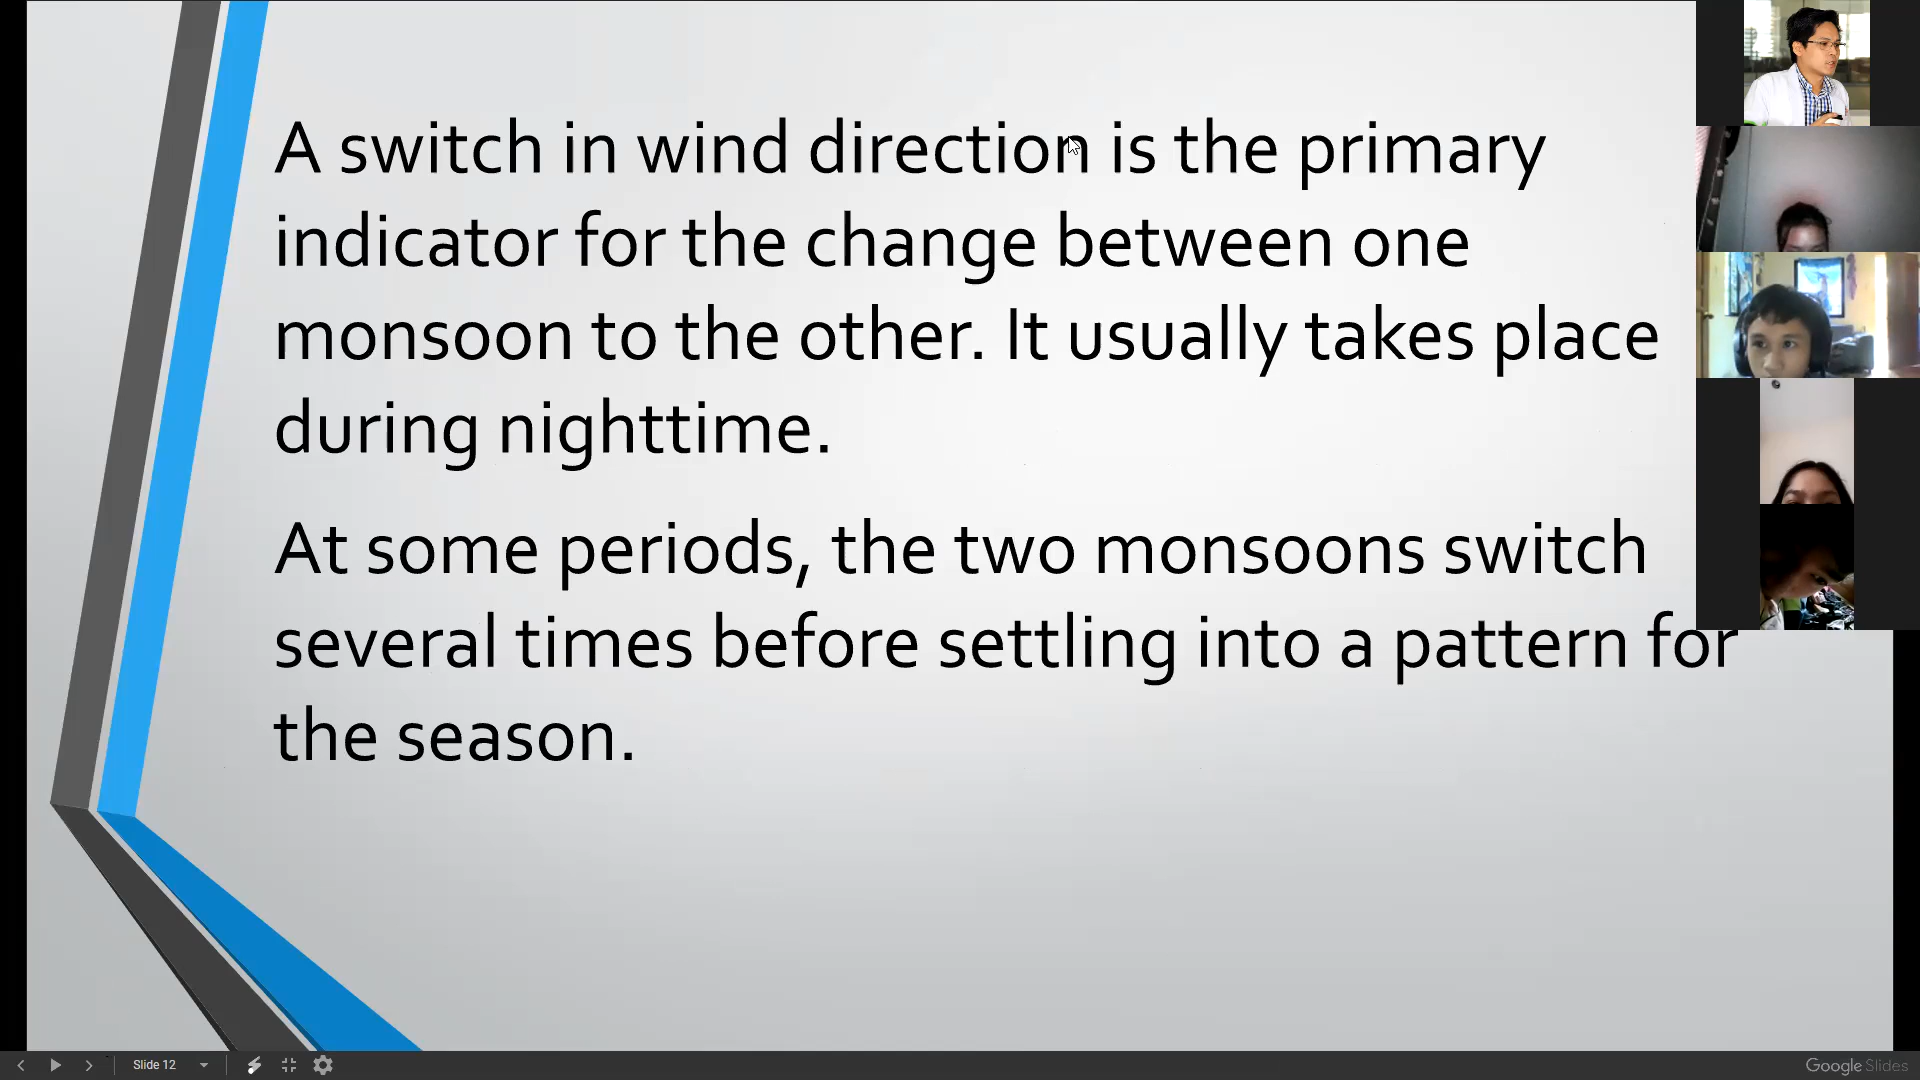 A switch in wind direction is the primary
indicator for the change between one
monsoon to the other. It usually takes place
during nighttime.
At some periods, the two monsoons switch
several times before settling into a pattern for
the season.
Slide 12
Google Slides